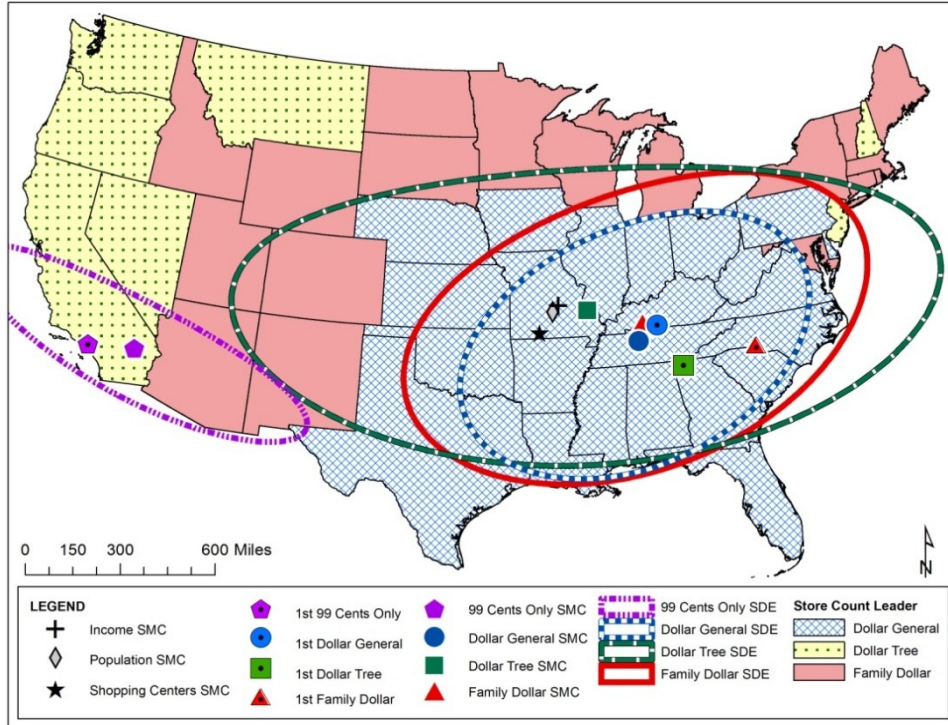 0 150 300 600 Miles
N
LEGEND
Income SMC
Population SMC
Shopping Centers SMC
1st 99 Cents Only
1st Dollar General
1st Dollar Tree
1st Family Dollar
99 Cents Only SMC
Dollar General SMC
Dollar Tree SMC
Family Dollar SMC
99 Cents Only SDE
Dollar General SDE
Dollar Tree SDE
Family Dollar SDE
Store Count Leader
Dollar General
Dollar Tree
Family Dollar